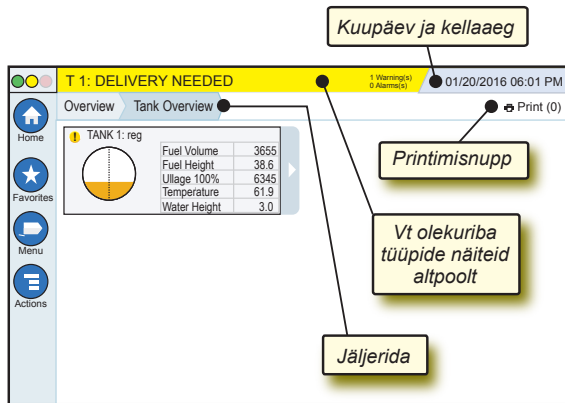 Kuupäev ja kellaaeg
T 1: DELIVERY NEEDED
1 Warning(s)
0 Alarms(s)
01/20/2016 06:01 PM
Overview
Tank Overview
Print (0)
Home
Favorites
Menu
Actions
TANK 1: reg
Fuel Volume 3655
Fuel Height 38.6
Ullage 100% 6345
Temperature 61.9
Water Height 3.0
Printimisnupp
Vt olekuriba
tüüpide näiteid
altpoolt
Jäljerida